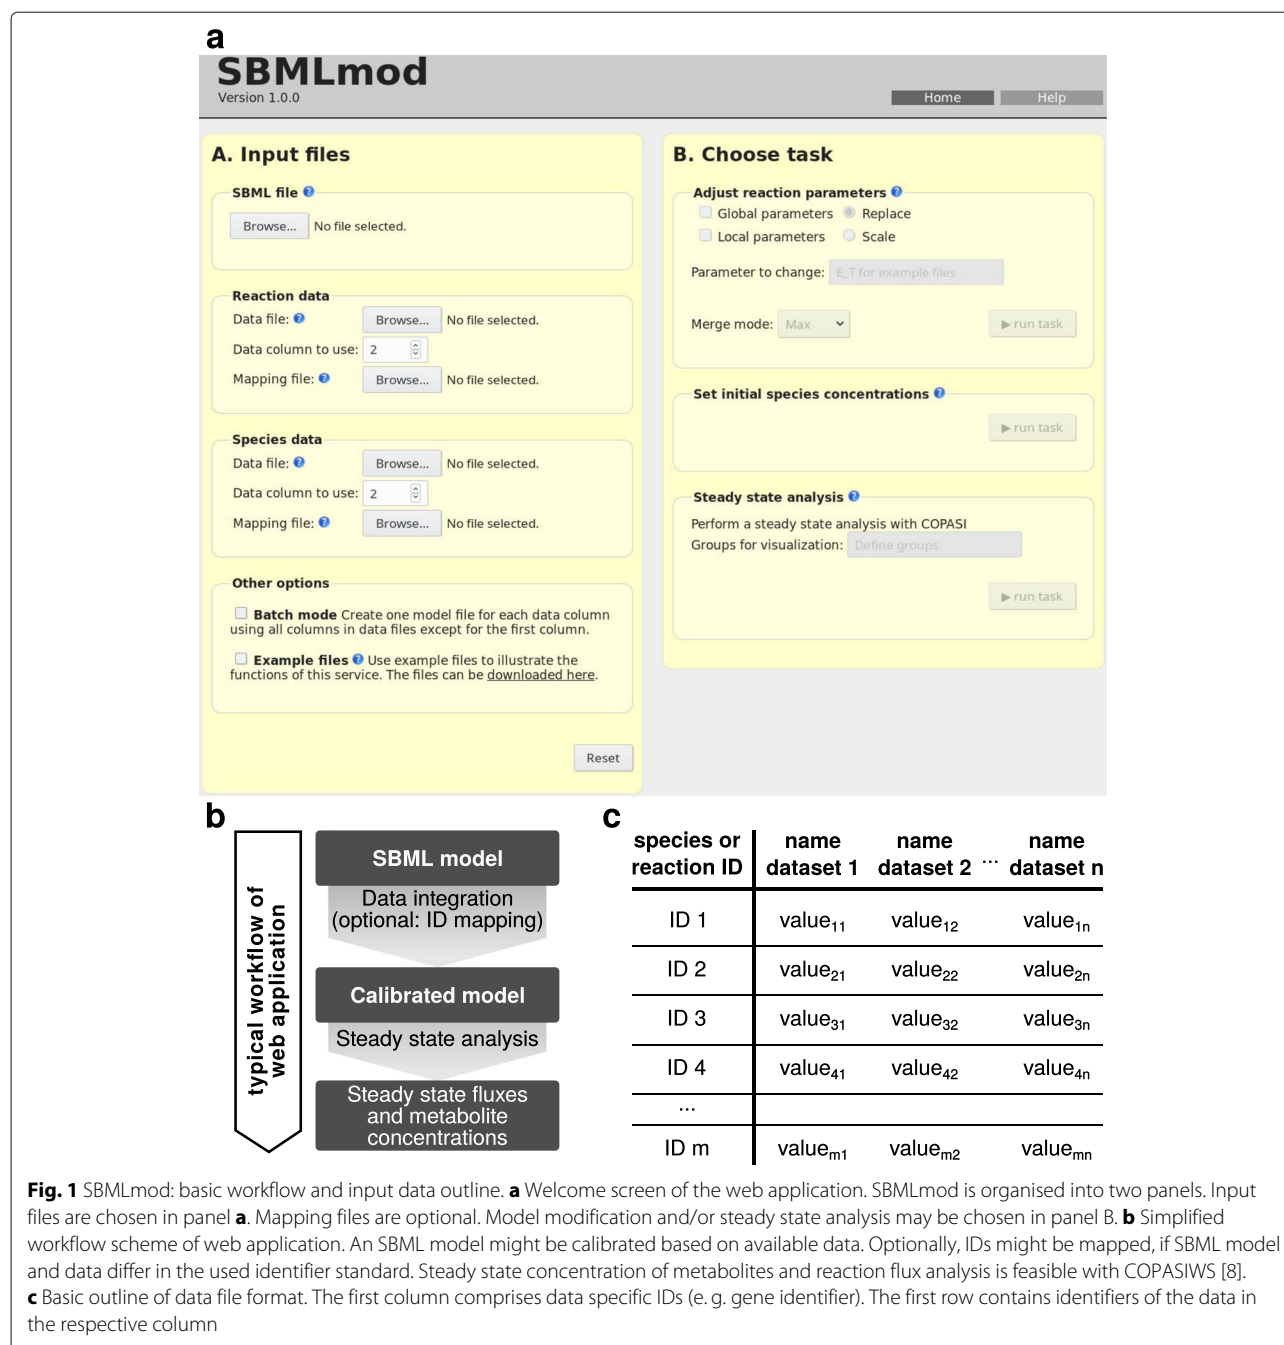 a
SBMLmod
Version 1.0.0
Home
Help
A. Input files
SBML file ?
Browse... No file selected.
Reaction data
Data file: ? Browse... No file selected.
Data column to use: 2
Mapping file: ? Browse... No file selected.
Species data
Data file: ? Browse... No file selected.
Data column to use: 2
Mapping file: ? Browse... No file selected.
Other options
Batch mode Create one model file for each data column
using all columns in data files except for the first column.
Example files ? Use example files to illustrate the
functions of this service. The files can be downloaded here.
Reset
B. Choose task
Adjust reaction parameters ?
Global parameters Replace
Local parameters Scale
Parameter to change: E_T for example files
Merge mode: Max ▶ run task
Set initial species concentrations ?
▶ run task
Steady state analysis ?
Perform a steady state analysis with COPASI
Groups for visualization: Define groups
▶ run task
b
typical workflow of
web application
SBML model
Data integration
(optional: ID mapping)
Calibrated model
Steady state analysis
Steady state fluxes
and metabolite
concentrations
c
species or name name name
reaction ID dataset 1 dataset 2 ... dataset n
ID 1 value11 value12 value1n
ID 2 value21 value22 value2n
ID 3 value31 value32 value3n
ID 4 value41 value42 value4n
...
ID m valuem1 valuem2 valuemn
Fig. 1 SBMLmod: basic workflow and input data outline. a Welcome screen of the web application. SBMLmod is organised into two panels. Input
files are chosen in panel a. Mapping files are optional. Model modification and/or steady state analysis may be chosen in panel B. b Simplified
workflow scheme of web application. An SBML model might be calibrated based on available data. Optionally, IDs might be mapped, if SBML model
and data differ in the used identifier standard. Steady state concentration of metabolites and reaction flux analysis is feasible with COPASIWS [8].
c Basic outline of data file format. The first column comprises data specific IDs (e. g. gene identifier). The first row contains identifiers of the data in
the respective column